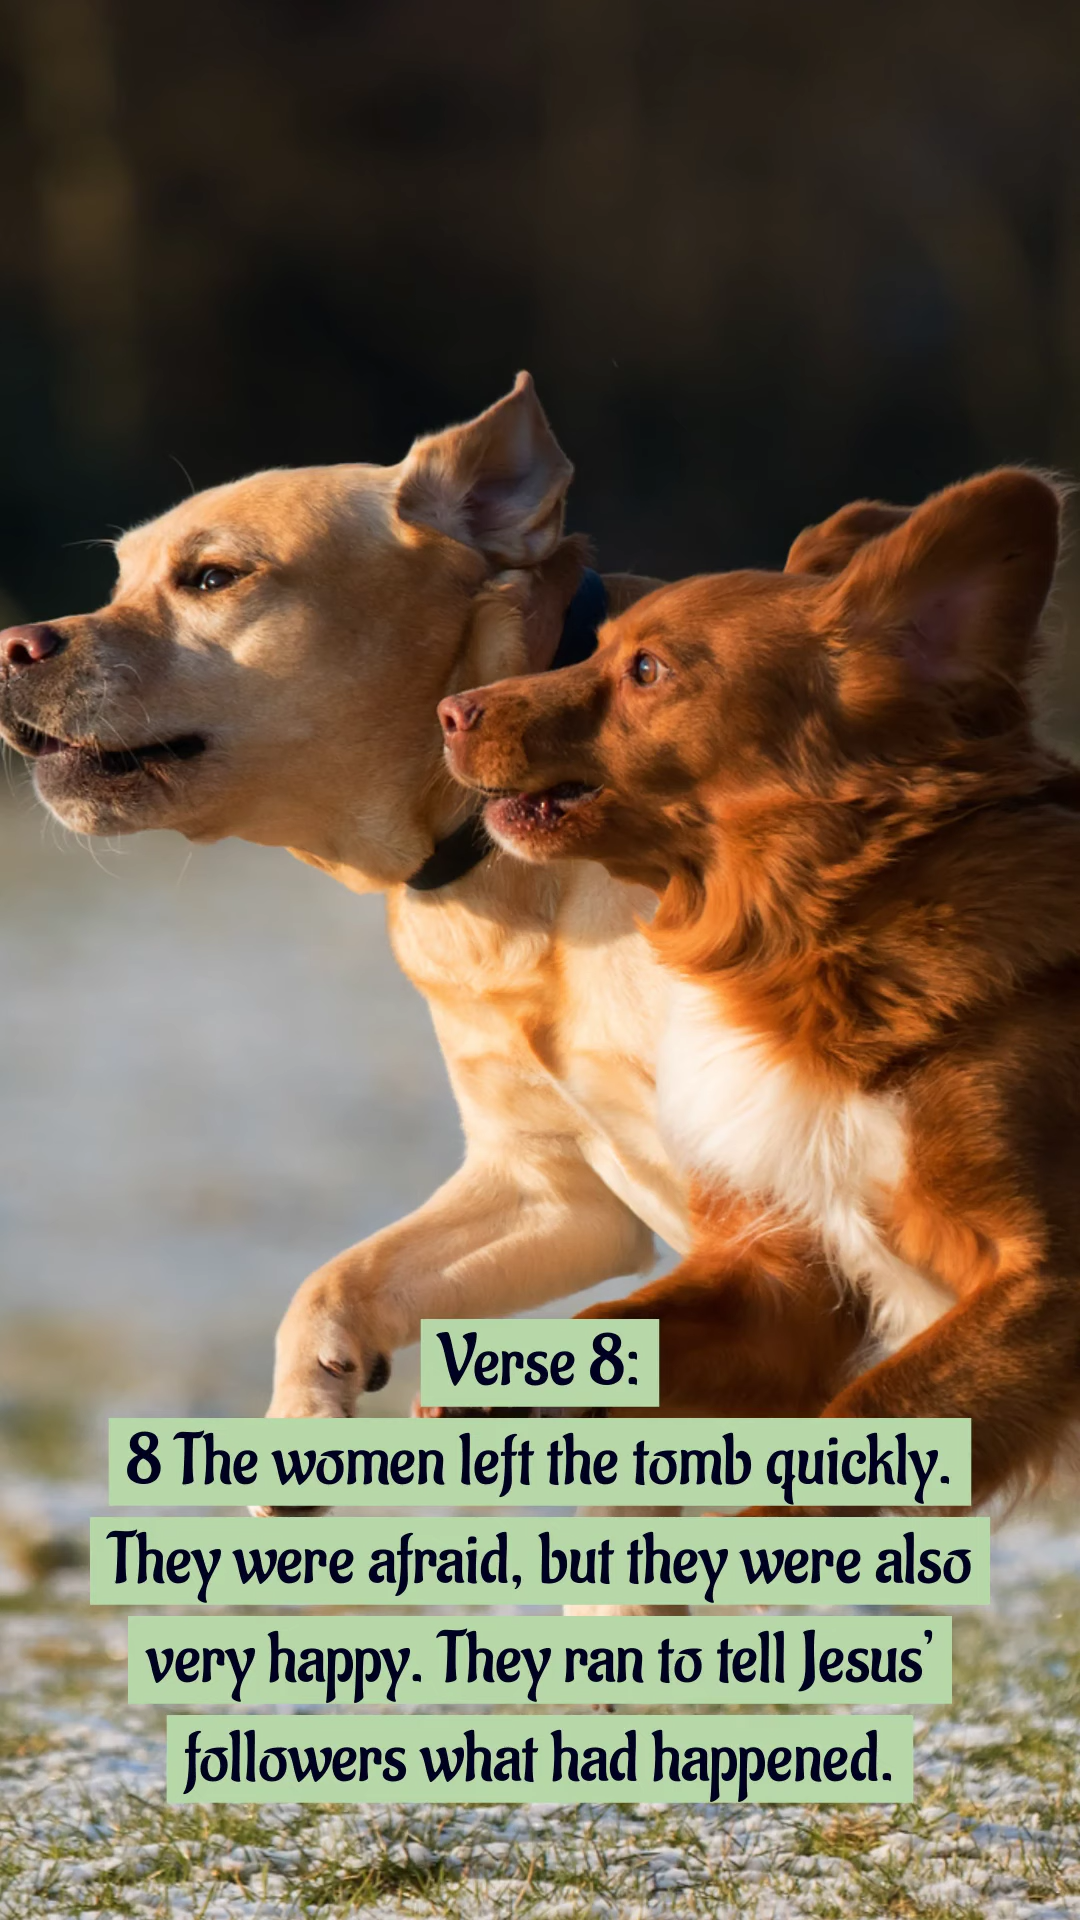 Verse 8:
8 The women left the tomb quickly.
They were afraid, but they were also
very happy. They ran to tell Jesus’
followers what had happened.